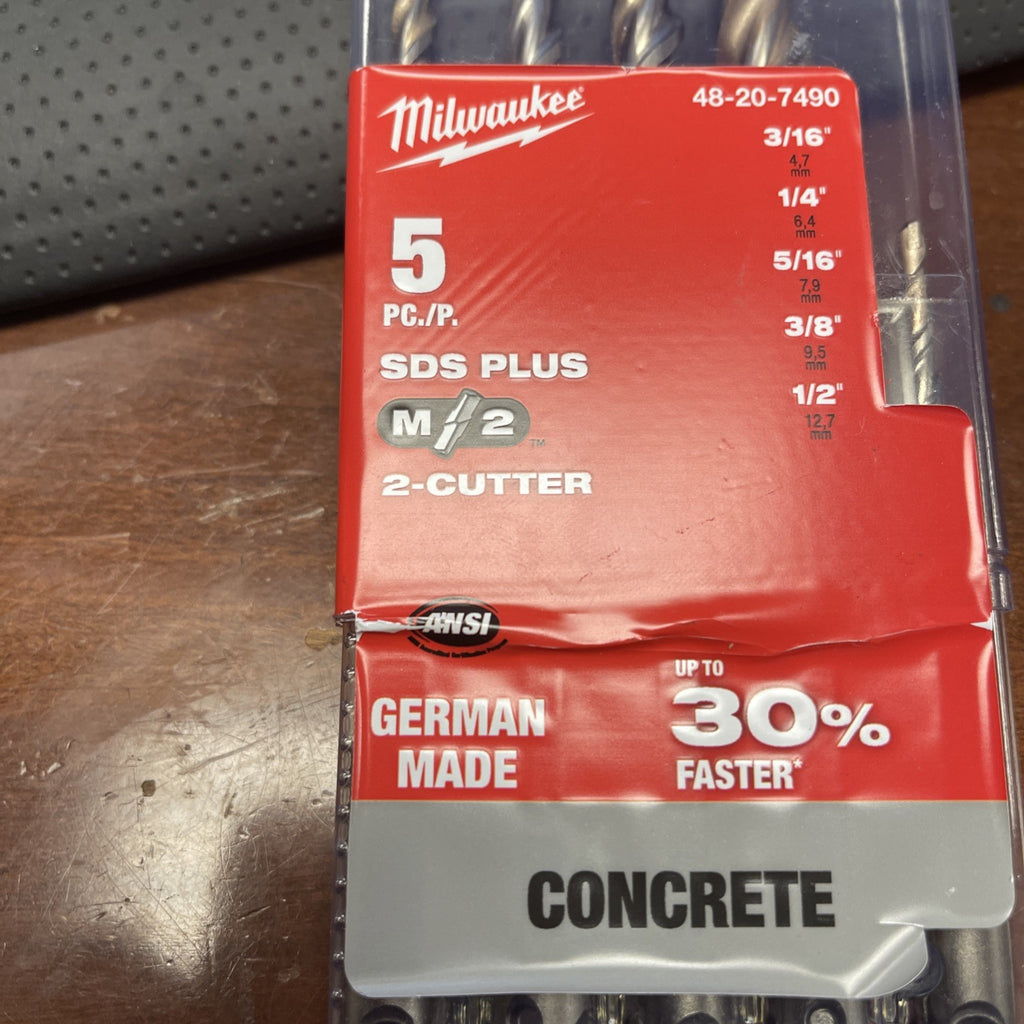 Milwaukee
48-20-7490
3/16"
4,7
mm
1/4"
6,4
mm
5/16"
7,9
mm
3/8"
9,5
mm
1/2"
12,7
mm
5
PC./P.
SDS PLUS
M 2 ™
2-CUTTER
ANSI
GERMAN
MADE
UP TO
30%
FASTER*
CONCRETE